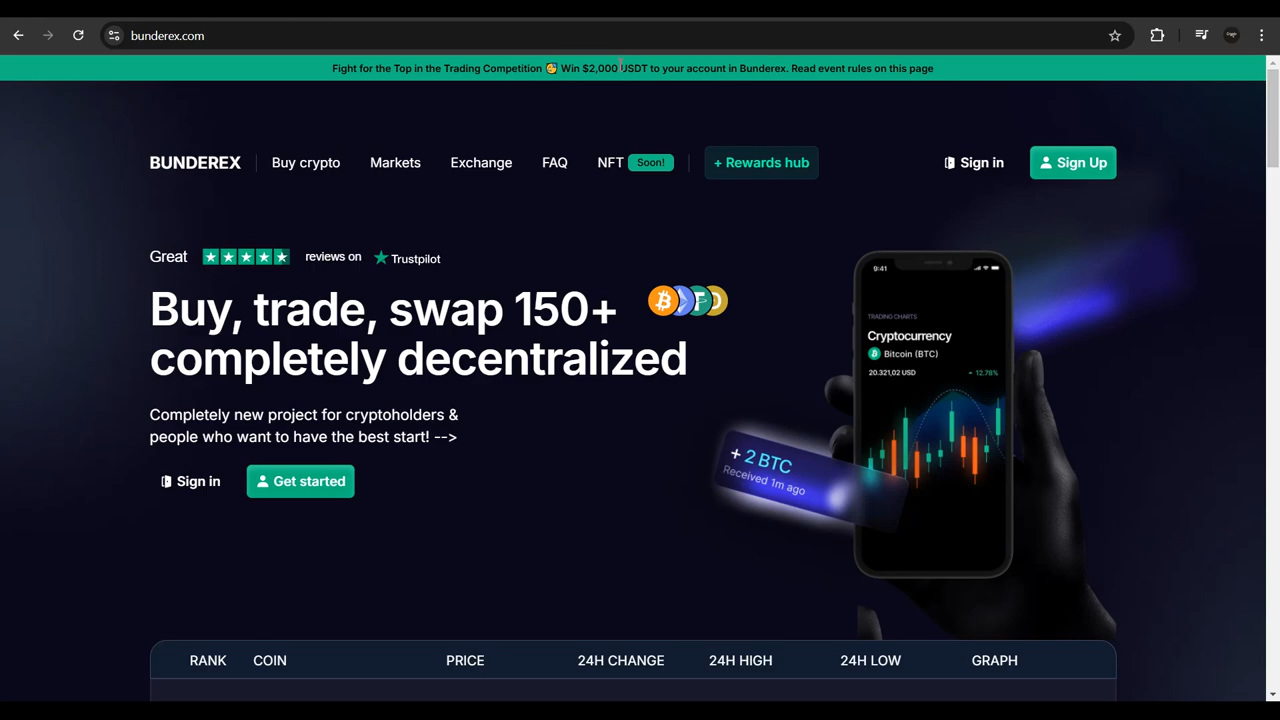 bunderex.com
Fight for the Top in the Trading Competition 🥳 Win $2,000 USDT to your account in Bunderex. Read event rules on this page
BUNDEREX Buy crypto Markets Exchange FAQ NFT Soon! + Rewards hub Sign in Sign Up
Great reviews on Trustpilot
Buy, trade, swap 150+
completely decentralized
Completely new project for cryptoholders &
people who want to have the best start! -->
Sign in Get started
9:41
TRADING CHARTS
Cryptocurrency
Bitcoin (BTC)
20.321,02 USD 12.78%
+ 2 BTC
Received 1m ago
RANK COIN PRICE 24H CHANGE 24H HIGH 24H LOW GRAPH